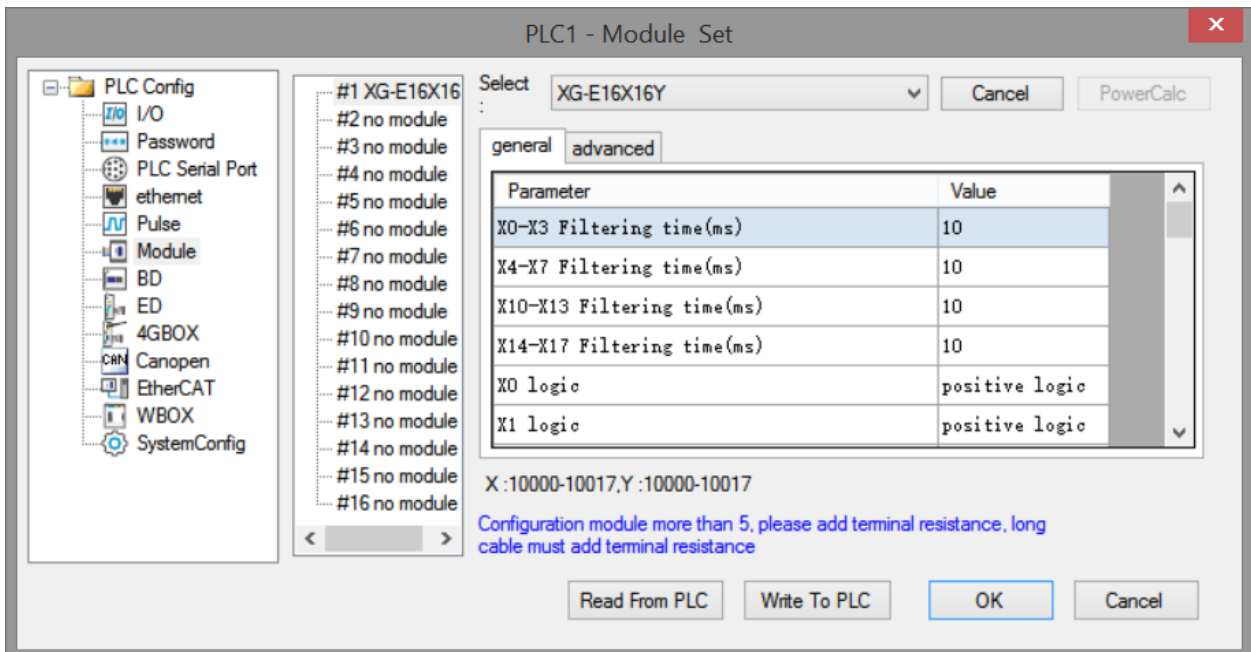 PLC1 - Module Set
PLC Config
I/O
I/O
Password
PLC Serial Port
ethernet
Pulse
Module
BD
ED
4GBOX
CAN
Canopen
EtherCAT
WBOX
SystemConfig
#1 XG-E16X16
#2 no module
#3 no module
#4 no module
#5 no module
#6 no module
#7 no module
#8 no module
#9 no module
#10 no module
#11 no module
#12 no module
#13 no module
#14 no module
#15 no module
#16 no module
Select :
XG-E16X16Y
Cancel
PowerCalc
general advanced
Parameter Value
X0-X3 Filtering time(ms) 10
X4-X7 Filtering time(ms) 10
X10-X13 Filtering time(ms) 10
X14-X17 Filtering time(ms) 10
X0 logic positive logic
X1 logic positive logic
X :10000-10017,Y :10000-10017
Configuration module more than 5, please add terminal resistance, long
cable must add terminal resistance
Read From PLC
Write To PLC
OK
Cancel